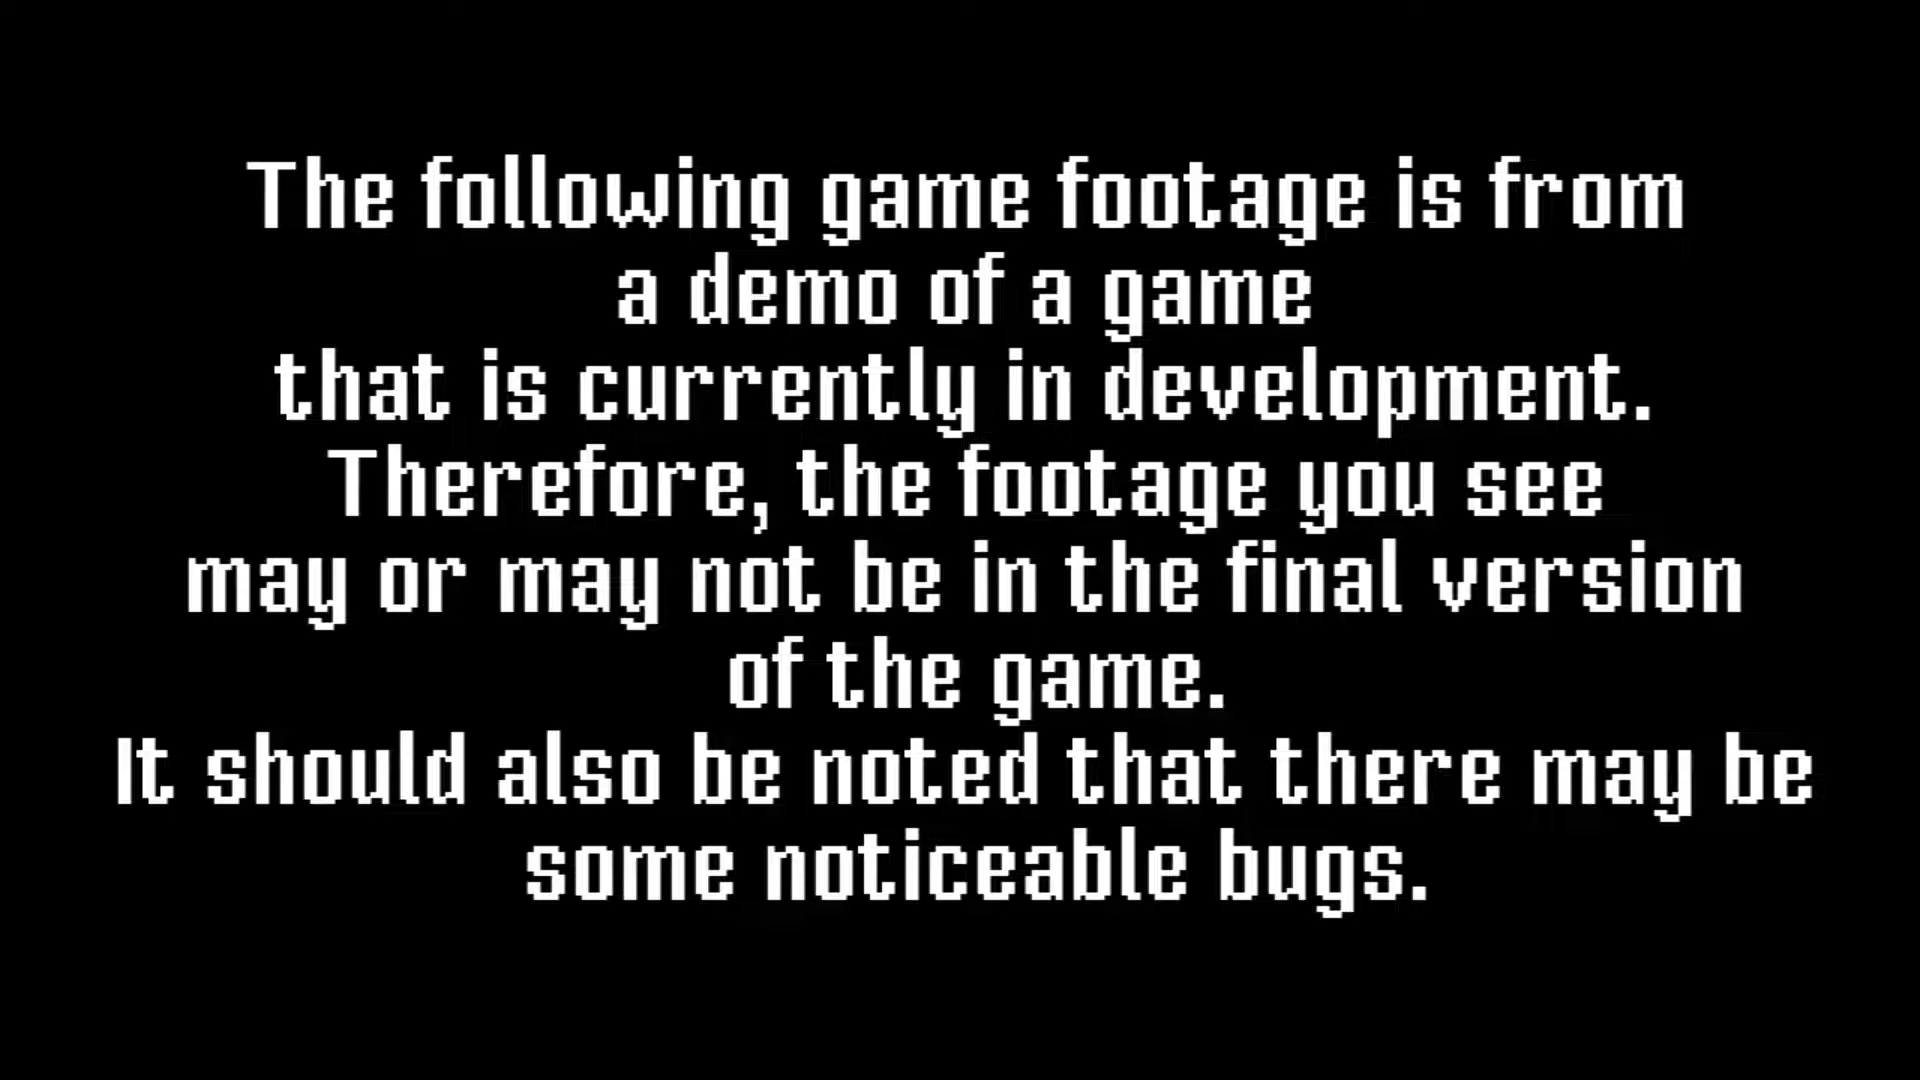 The following game footage is from
a demo of a game
that is currently in development.
Therefore, the footage you see
may or may not be in the final version
of the game.
It should also be noted that there may be
some noticeable bugs.